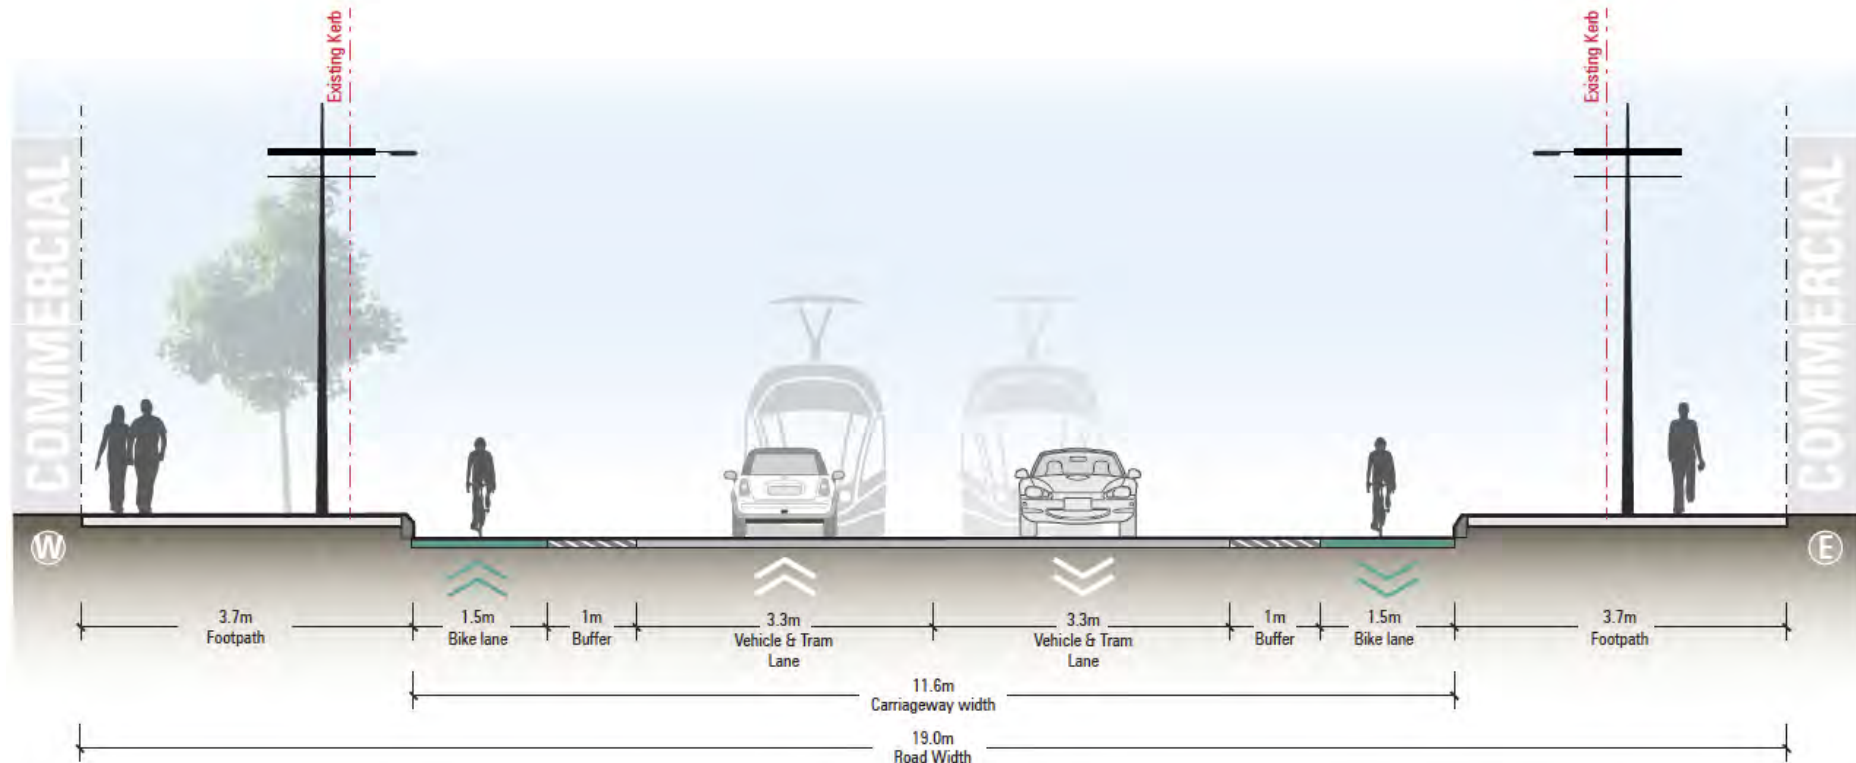 Existing Kerb
Existing Kerb
COMMERCIAL
COMMERCIAL
W
E
3.7m
Footpath
1.5m
Bike lane
1m
Buffer
3.3m
Vehicle & Tram
Lane
3.3m
Vehicle & Tram
Lane
1m
Buffer
1.5m
Bike lane
3.7m
Footpath
11.6m
Carriageway width
19.0m
Road Width